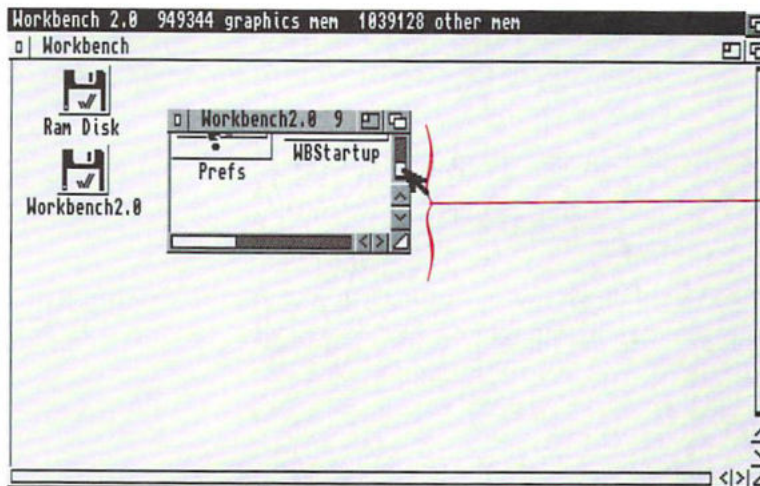 Workbench 2.0 949344 graphics mem 1039128 other mem
Workbench
Ram Disk
Workbench2.0
Workbench2.0 9
Prefs
WBStartup